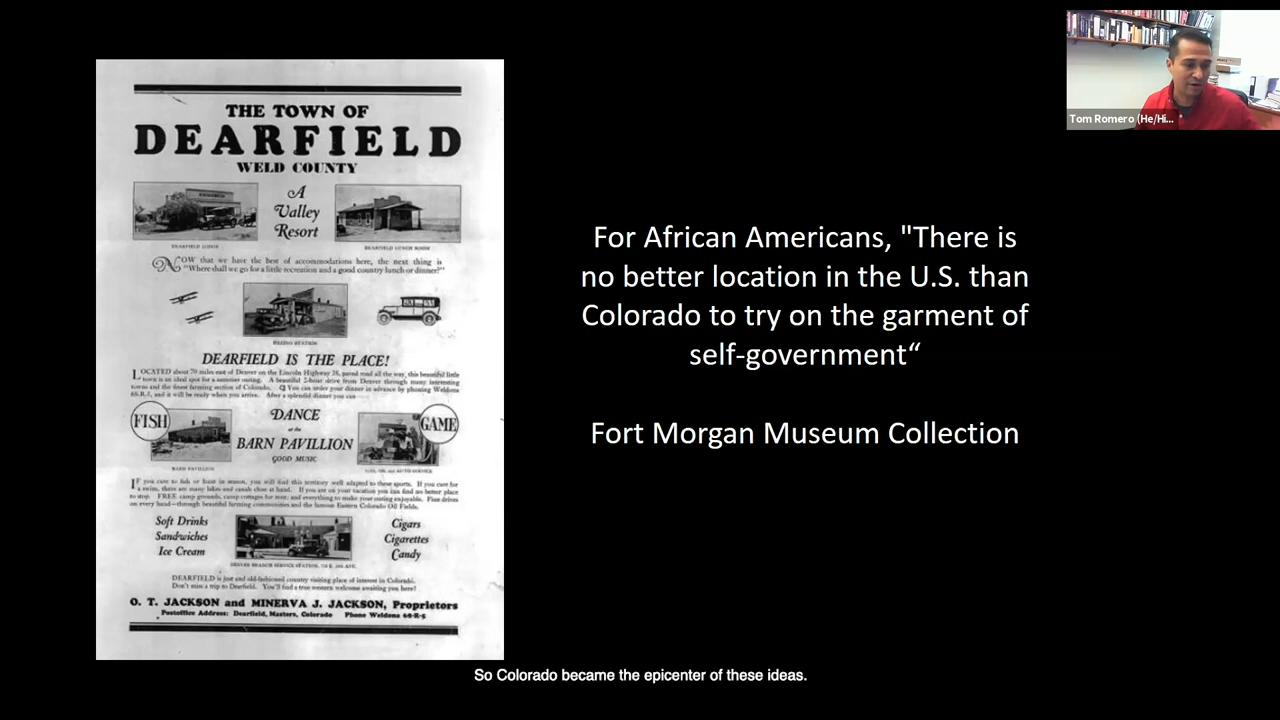 THE TOWN OF
DEARFIELD
WELD COUNTY
A
Valley
Resort
DEARFIELD LODGE
DEARFIELD LUNCH ROOM
NOW that we have the best of accommodations here, the next thing is
"Where shall we go for a little recreation and a good country lunch or dinner?"
FILLING STATION
DEARFIELD IS THE PLACE!
LOCATED about 70 miles east of Denver on the Lincoln Highway 38, paved road all the way, this beautiful little
town is an ideal spot for a summer outing. A beautiful 2-hour drive from Denver through many interesting
towns and the finest farming section of Colorado. You can order your dinner in advance by phoning Weldona
68-R-5, and it will be ready when you arrive. After a splendid dinner you can
FISH
DANCE
at the
BARN PAVILLION
GOOD MUSIC
GAME
BARN PAVILLION
GAS, OIL and AUTO SERVICE
IF you care to fish or hunt in season, you will find this territory well adapted to these sports. If you care for
a swim, there are many lakes and canals close at hand. If you are on your vacation you can find no better place
to stop. FREE camp grounds, camp cottages for rent, and everything to make your outing enjoyable. Fine drives
on every hand—through beautiful farming communities and the famous Eastern Colorado Oil Fields.
Soft Drinks
Sandwiches
Ice Cream
Cigars
Cigarettes
Candy
DENVER BRANCH SERVICE STATION,
DEARFIELD is just and old-fashioned country visiting place of interest in Colorado.
Don't miss a trip to Dearfield. You'll find a true western welcome awaiting you here!
O. T. JACKSON and MINERVA J. JACKSON, Proprietors
Postoffice Address: Dearfield, Masters, Colorado Phone Weldona 68-R-5
For African Americans, "There is
no better location in the U.S. than
Colorado to try on the garment of
self-government“
Fort Morgan Museum Collection
Tom Romero (He/Hi...
So Colorado became the epicenter of these ideas.